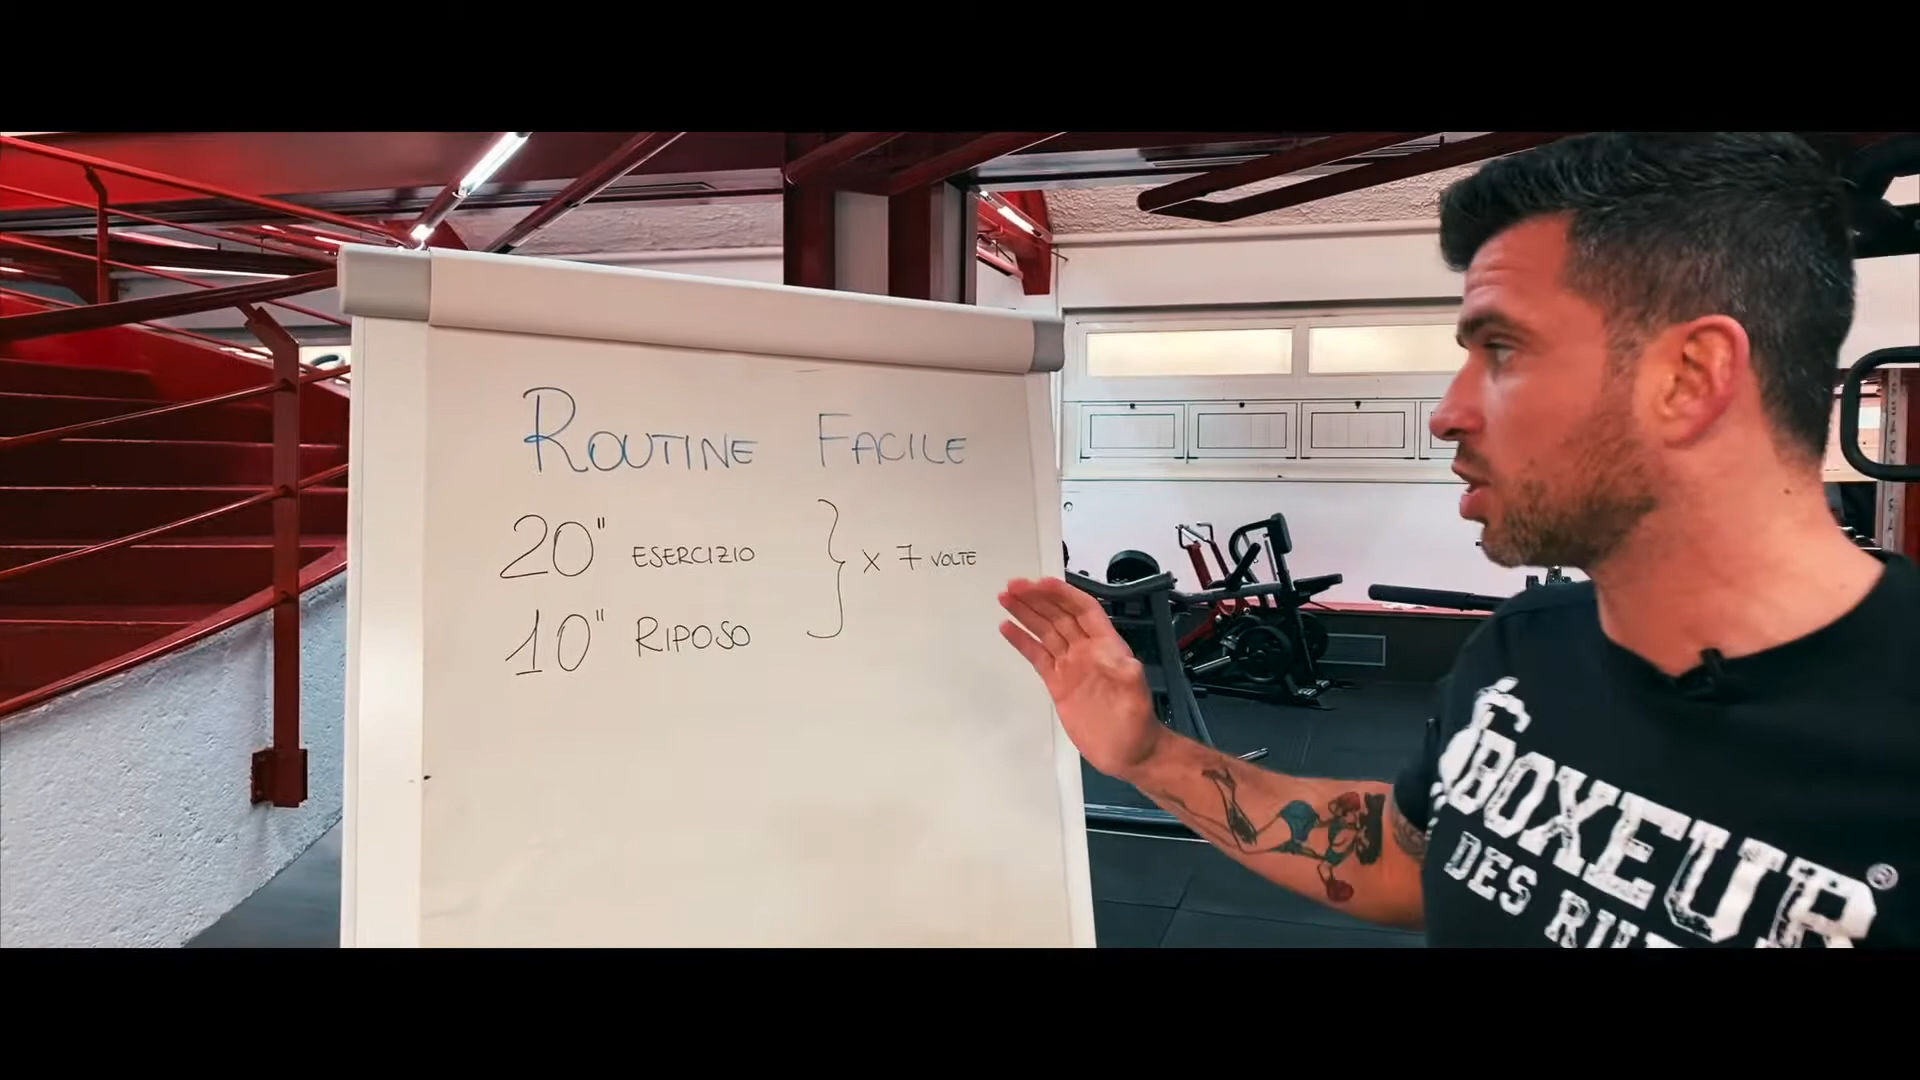 ROUTINE FACILE
20" ESERCIZIO
10" RIPOSO
} x 7 VOLTE
BOXEUR®
DES RU